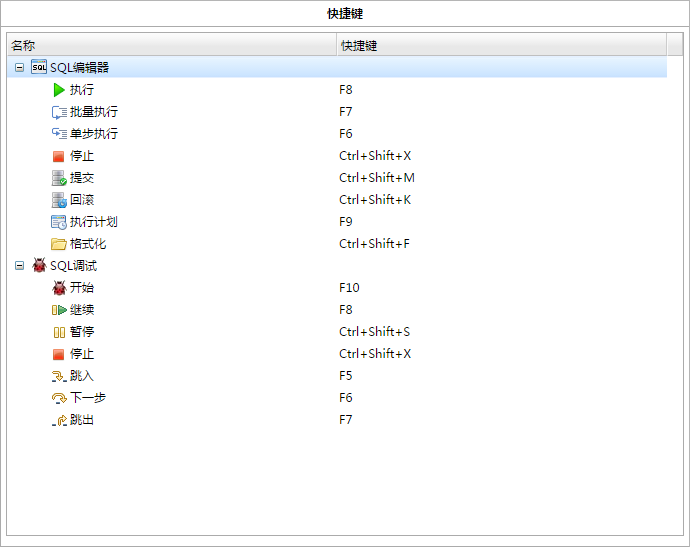 快捷键
名称 快捷键
SQL SQL编辑器
执行 F8
批量执行 F7
单步执行 F6
停止 Ctrl+Shift+X
提交 Ctrl+Shift+M
回滚 Ctrl+Shift+K
执行计划 F9
格式化 Ctrl+Shift+F
SQL调试
开始 F10
继续 F8
暂停 Ctrl+Shift+S
停止 Ctrl+Shift+X
跳入 F5
下一步 F6
跳出 F7